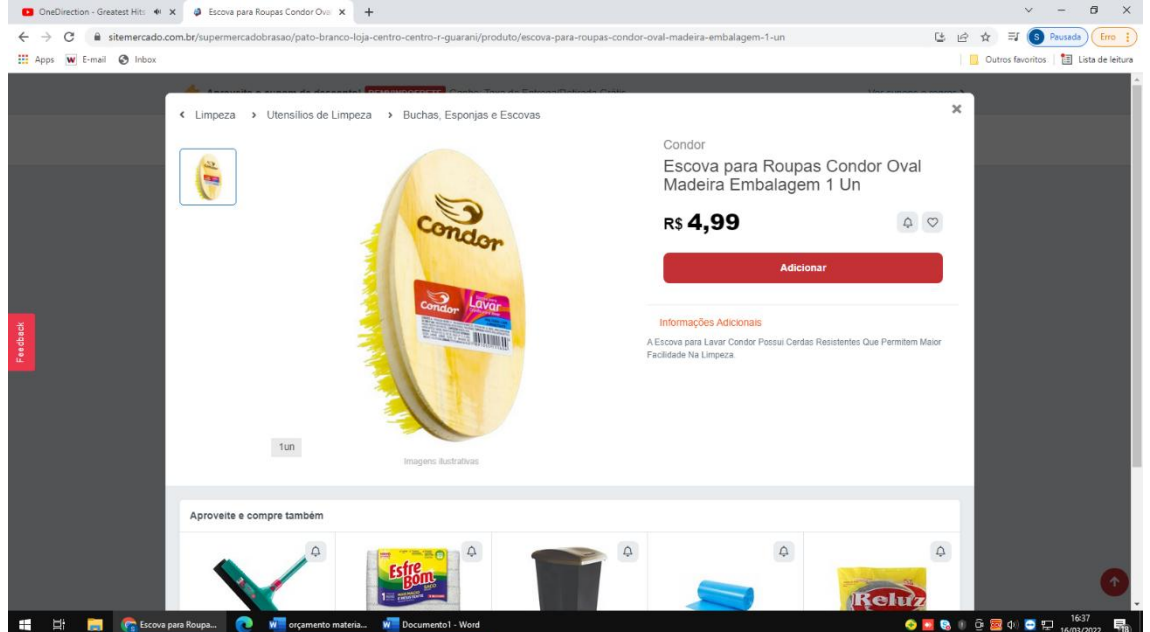 OneDirection - Greatest Hits
Escova para Roupas Condor Ova
sitemercado.com.br/supermercadobrasao/pato-branco-loja-centro-centro-r-guarani/produto/escova-para-roupas-condor-oval-madeira-embalagem-1-un
S Pausada
Erro
Apps
E-mail
Inbox
Outros favoritos
Lista de leitura
Limpeza > Utensílios de Limpeza > Buchas, Esponjas e Escovas
Condor
Escova para Roupas Condor Oval
Madeira Embalagem 1 Un
R$ 4,99
Adicionar
Informações Adicionais
A Escova para Lavar Condor Possui Cerdas Resistentes Que Permitem Maior
Facilidade Na Limpeza
Condor
Condor
Lavar
1un
Imagens ilustrativas
Feedback
Aproveite e compre também
Esfre
Bom
Reluz
Escova para Roupa...
orçamento materia...
Documento1 - Word
16:37
16/03/2022